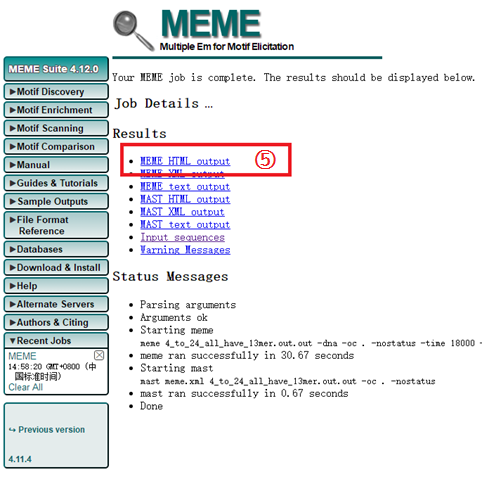 MEME
Multiple Em for Motif Elicitation
MEME Suite 4.12.0
▶Motif Discovery
▶Motif Enrichment
▶Motif Scanning
▶Motif Comparison
▶Manual
▶Guides & Tutorials
▶Sample Outputs
▶File Format
Reference
▶Databases
▶Download & Install
▶Help
▶Alternate Servers
▶Authors & Citing
▼Recent Jobs
MEME
14:58:20 GMT+0800 (中
国标准时间)
Clear All
↪ Previous version
4.11.4
Your MEME job is complete. The results should be displayed below.
Job Details …
Results
• MEME HTML output ⑤
• MEME XML output
• MEME text output
• MAST HTML output
• MAST XML output
• MAST text output
• Input sequences
• Warning Messages
Status Messages
• Parsing arguments
• Arguments ok
• Starting meme
meme 4_to_24_all_have_13mer.out.out -dna -oc . -nostatus -time 18000 -
• meme ran successfully in 30.67 seconds
• Starting mast
mast meme.xml 4_to_24_all_have_13mer.out.out -oc . -nostatus
• mast ran successfully in 0.67 seconds
• Done